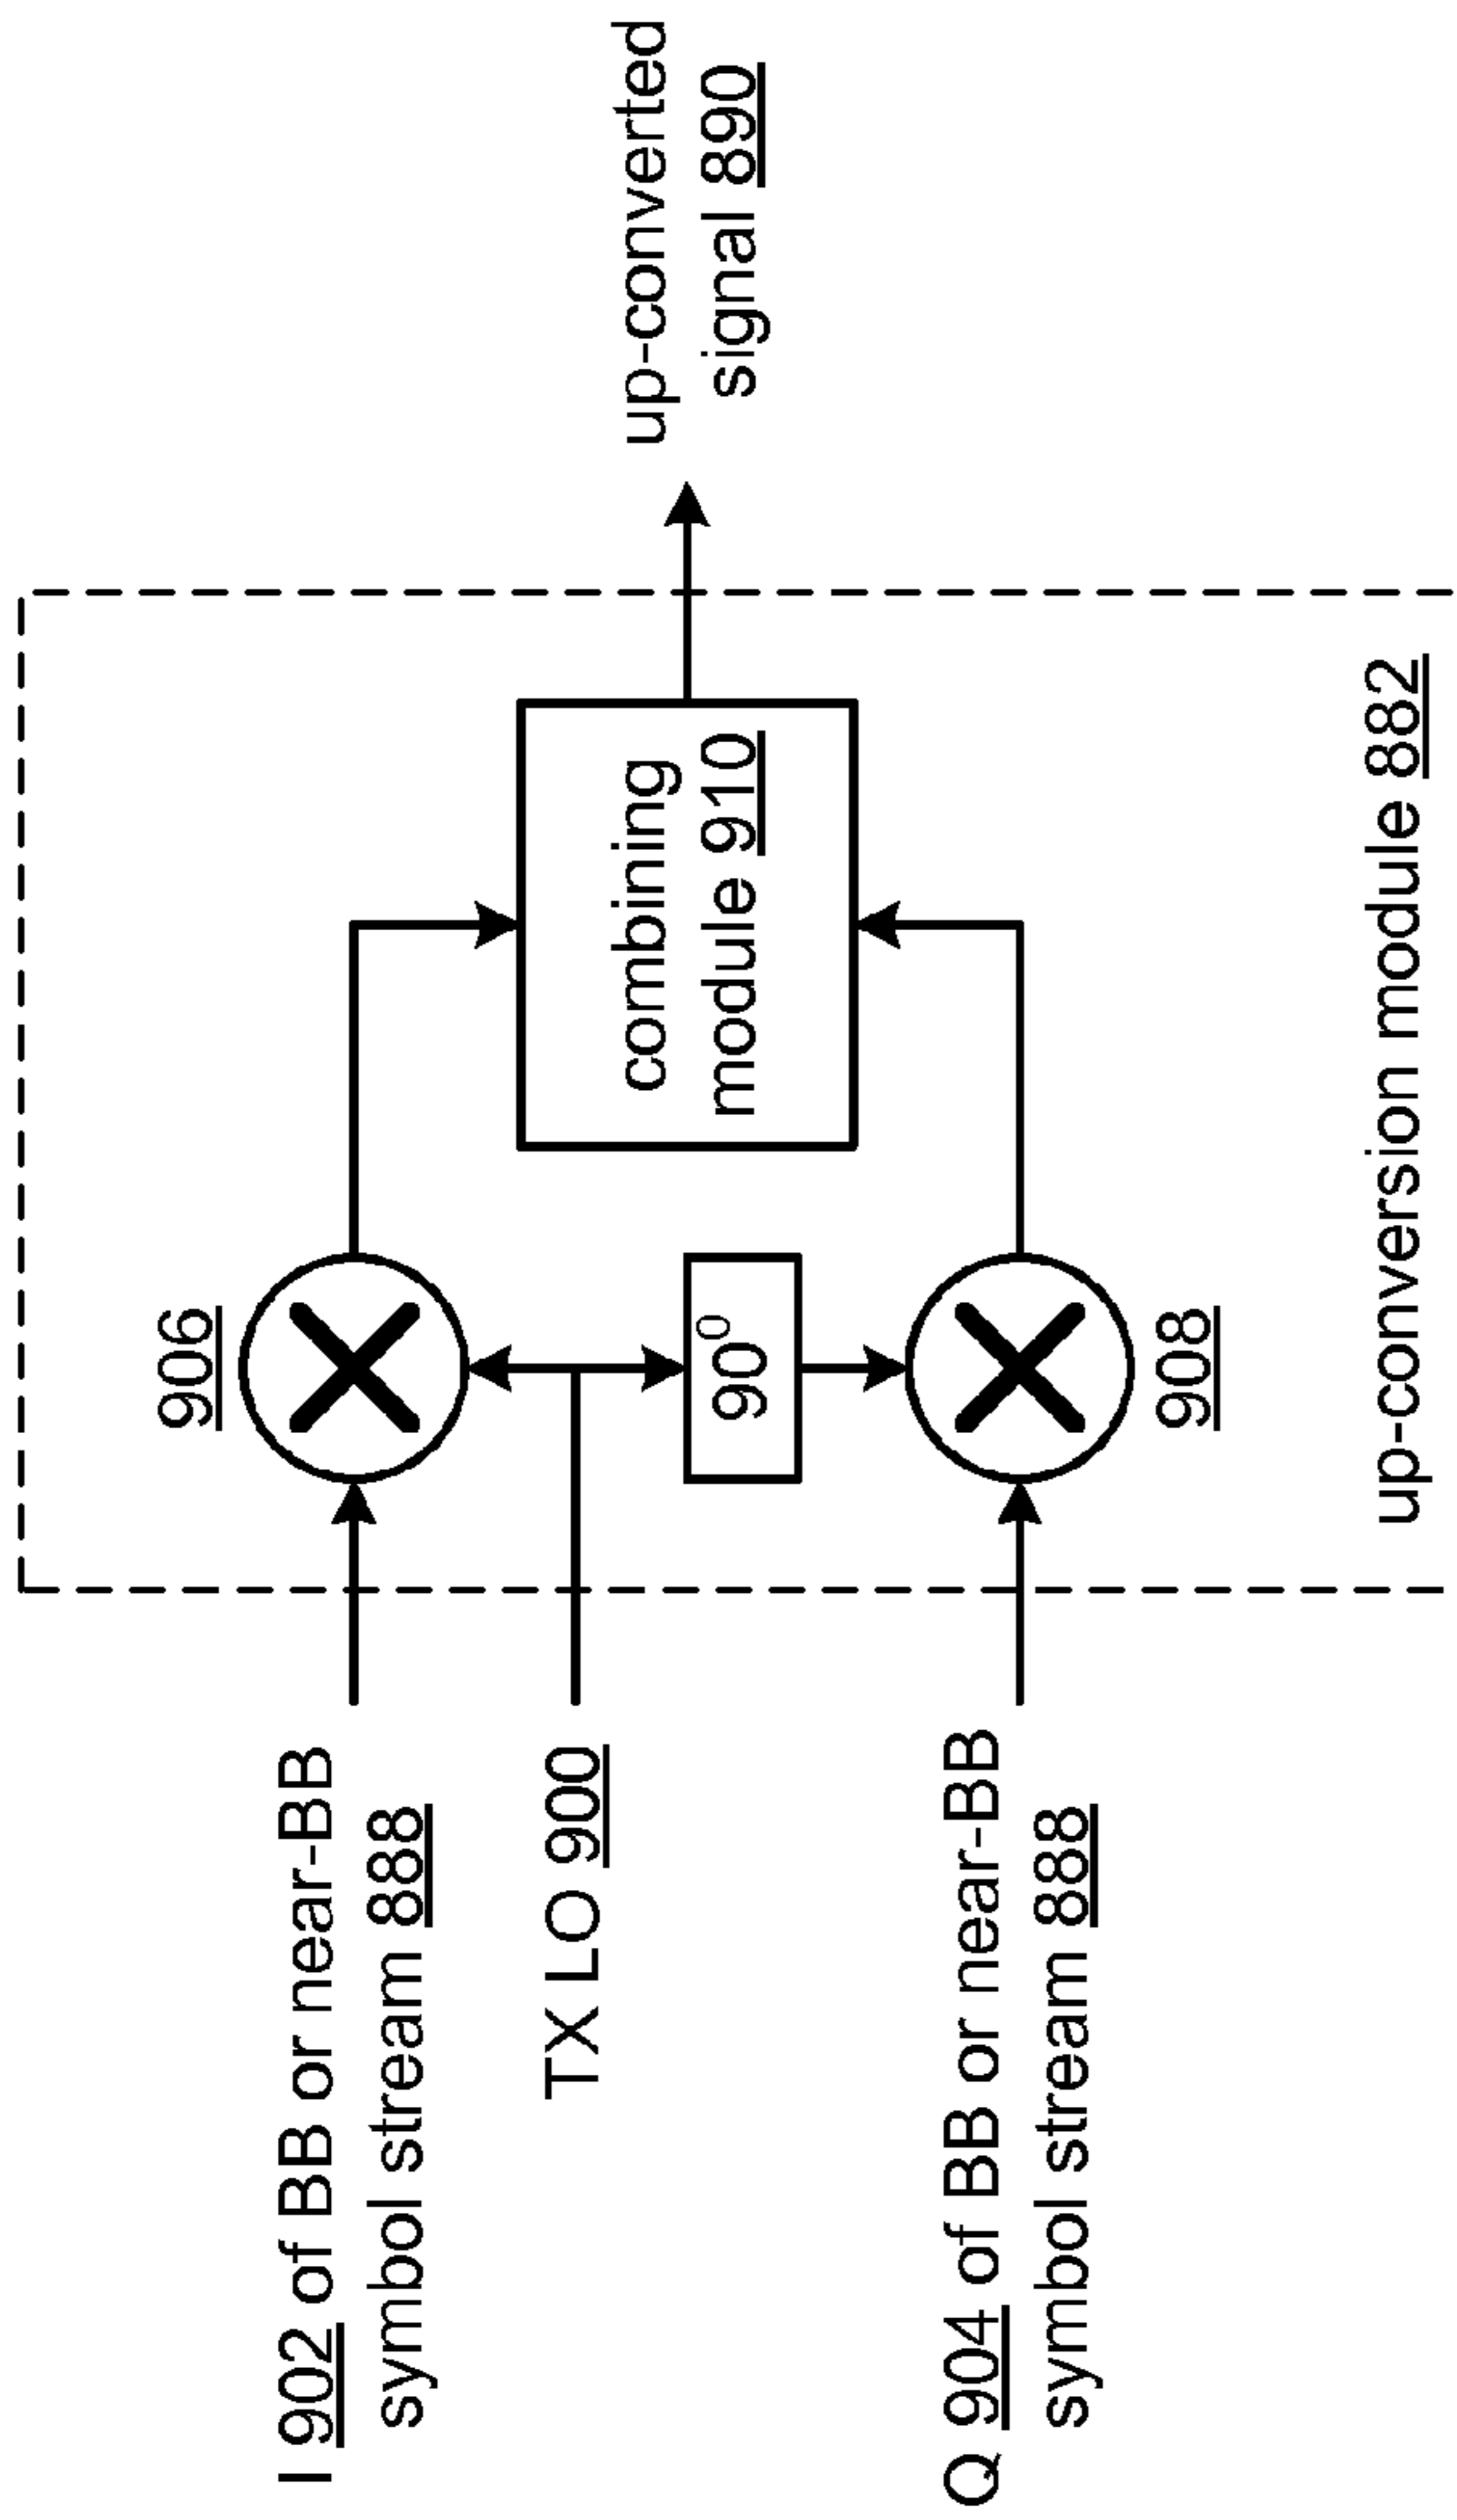 I 902 of BB or near-BB
symbol stream 888
TX LO 900
Q 904 of BB or near-BB
symbol stream 888
906
90⁰
908
combining
module 910
up-conversion module 882
up-converted
signal 890